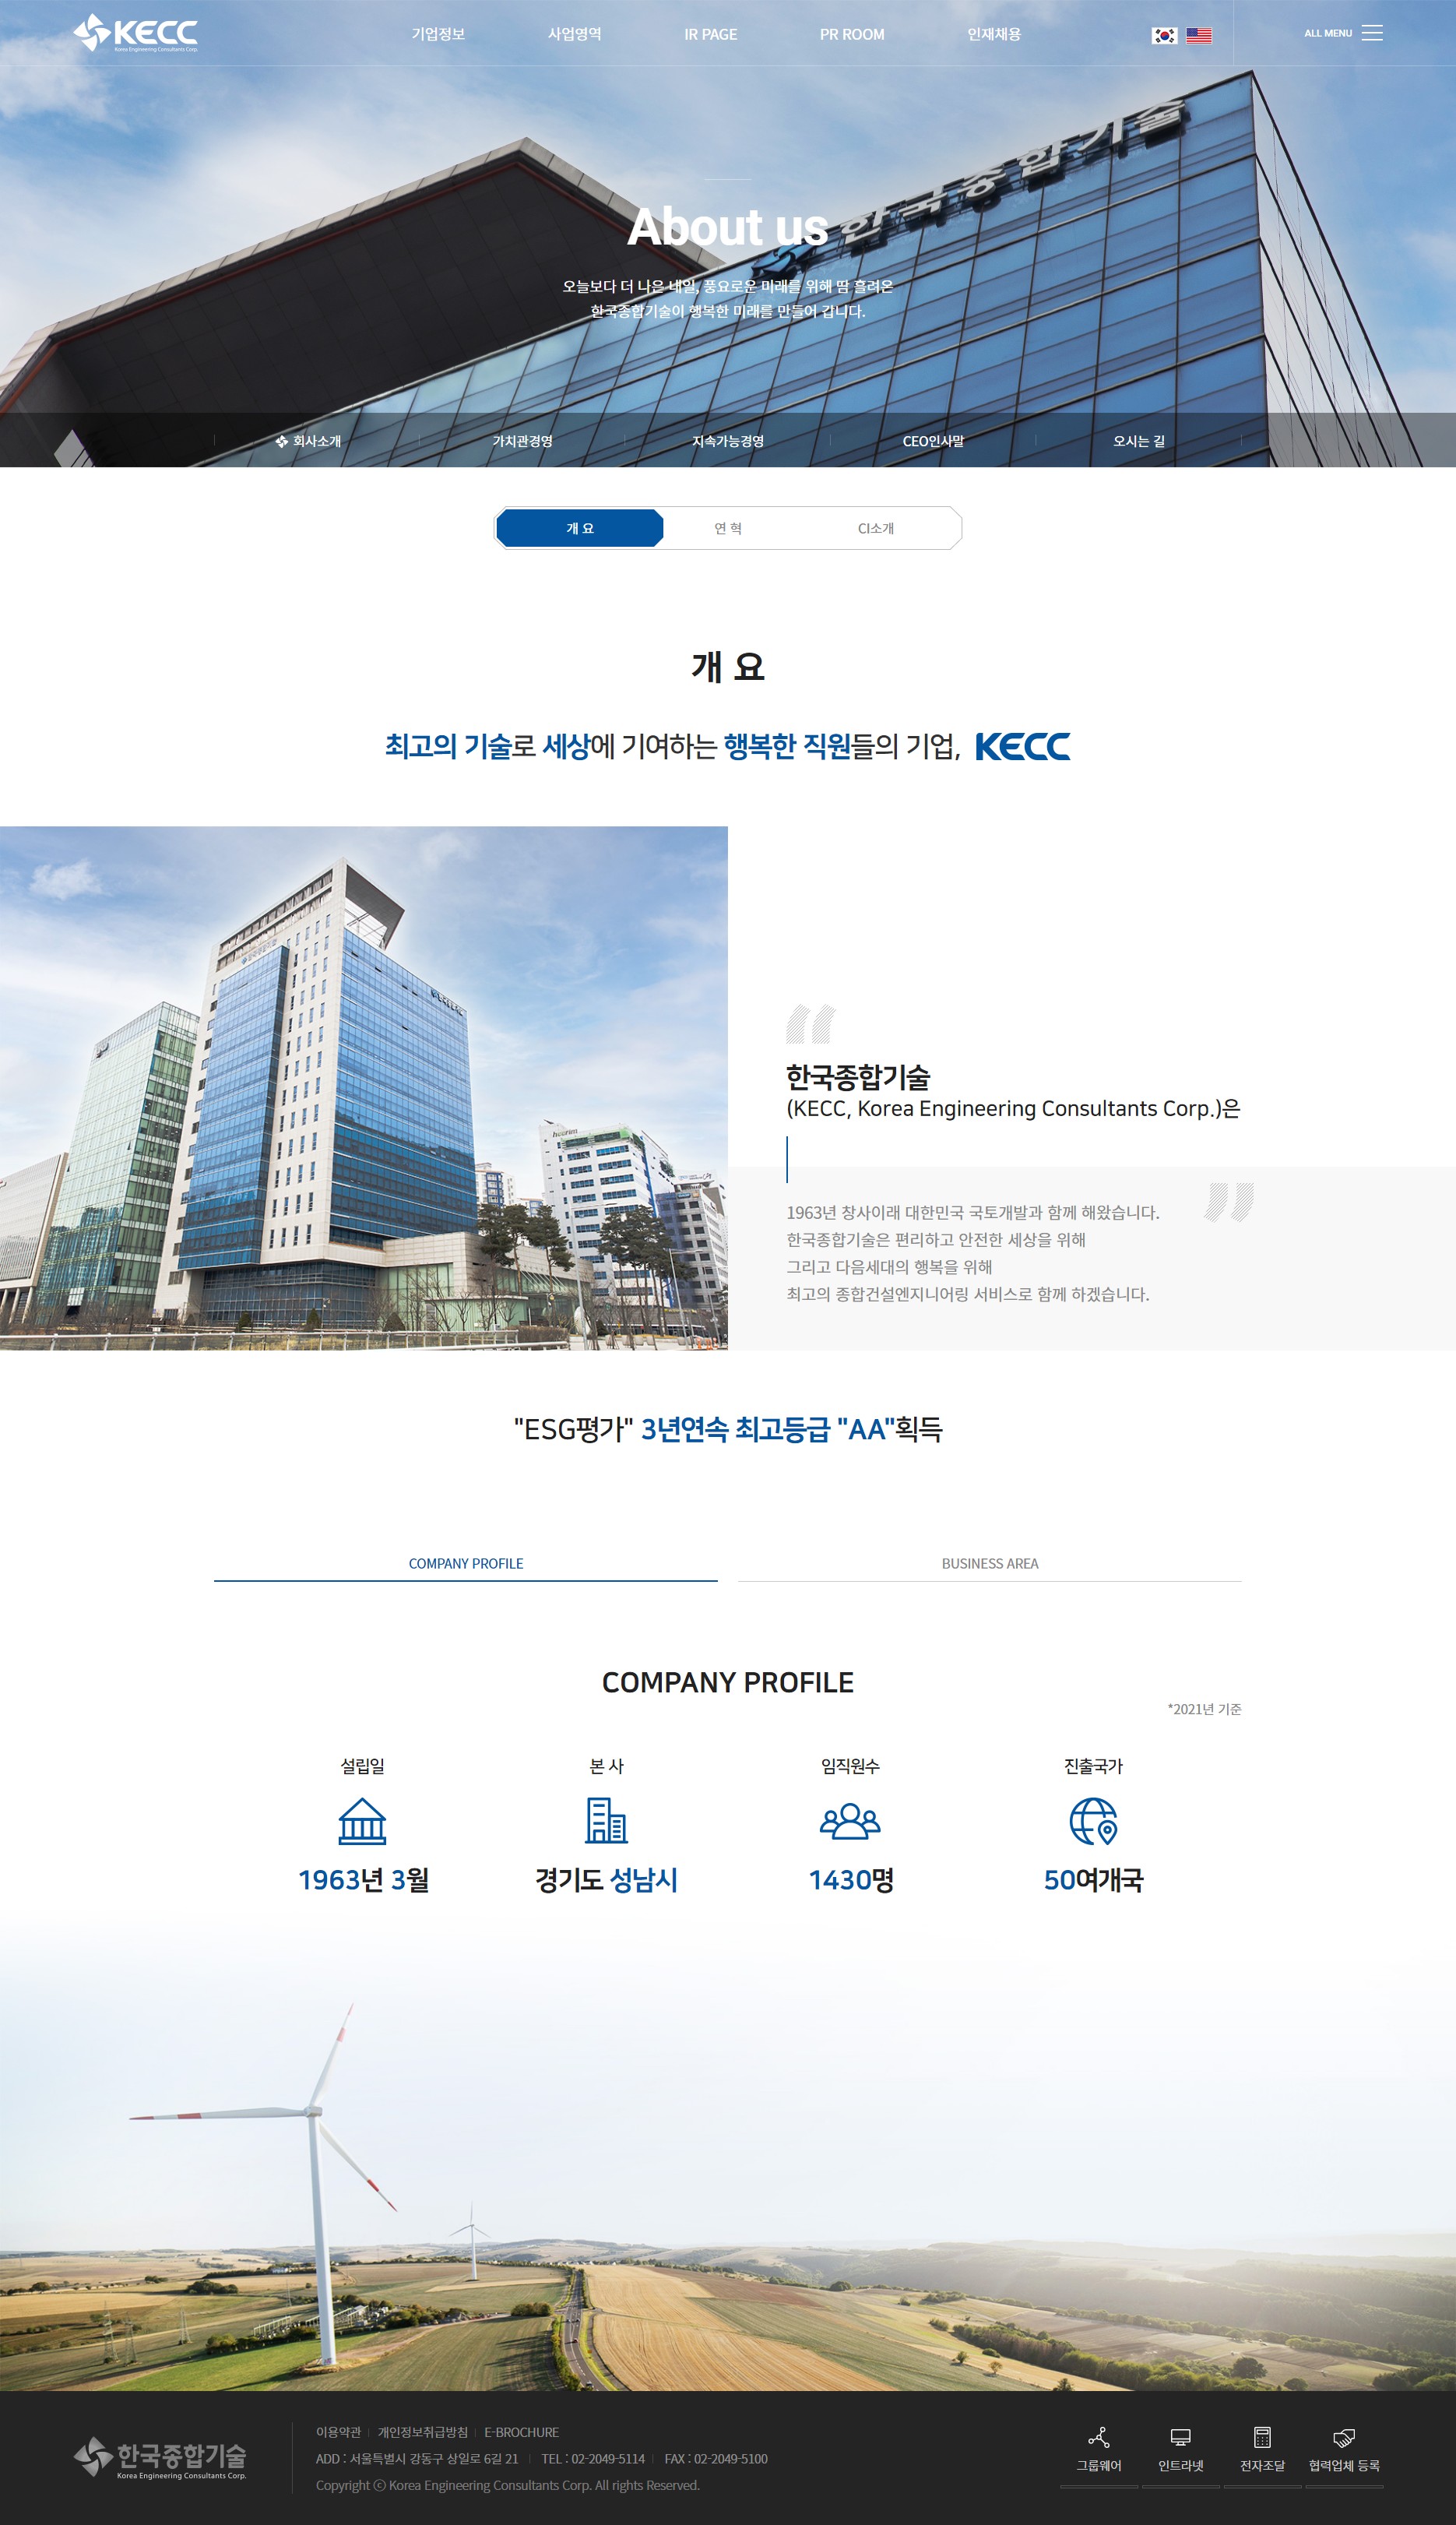 KECC
Korea Engineering Consultants Corp.
기업정보
사업영역
IR PAGE
PR ROOM
인재채용
ALL MENU
한국종합기술
About us
오늘보다 더 나은 내일, 풍요로운 미래를 위해 땀 흘려온
한국종합기술이 행복한 미래를 만들어 갑니다.
회사소개
가치관경영
지속가능경영
CEO인사말
오시는 길
개 요
연 혁
CI소개
개 요
최고의 기술로 세상에 기여하는 행복한 직원들의 기업, KECC
“
한국종합기술
(KECC, Korea Engineering Consultants Corp.)은
”
1963년 창사이래 대한민국 국토개발과 함께 해왔습니다.
한국종합기술은 편리하고 안전한 세상을 위해
그리고 다음세대의 행복을 위해
최고의 종합건설엔지니어링 서비스로 함께 하겠습니다.
"ESG평가" 3년연속 최고등급 "AA"획득
COMPANY PROFILE
BUSINESS AREA
COMPANY PROFILE
*2021년 기준
설립일
본 사
임직원수
진출국가
1963년 3월
경기도 성남시
1430명
50여개국
한국종합기술
Korea Engineering Consultants Corp.
이용약관 | 개인정보취급방침 | E-BROCHURE
ADD : 서울특별시 강동구 상일로 6길 21 | TEL : 02-2049-5114 | FAX : 02-2049-5100
Copyright ⓒ Korea Engineering Consultants Corp. All rights Reserved.
그룹웨어
인트라넷
전자조달
협력업체 등록